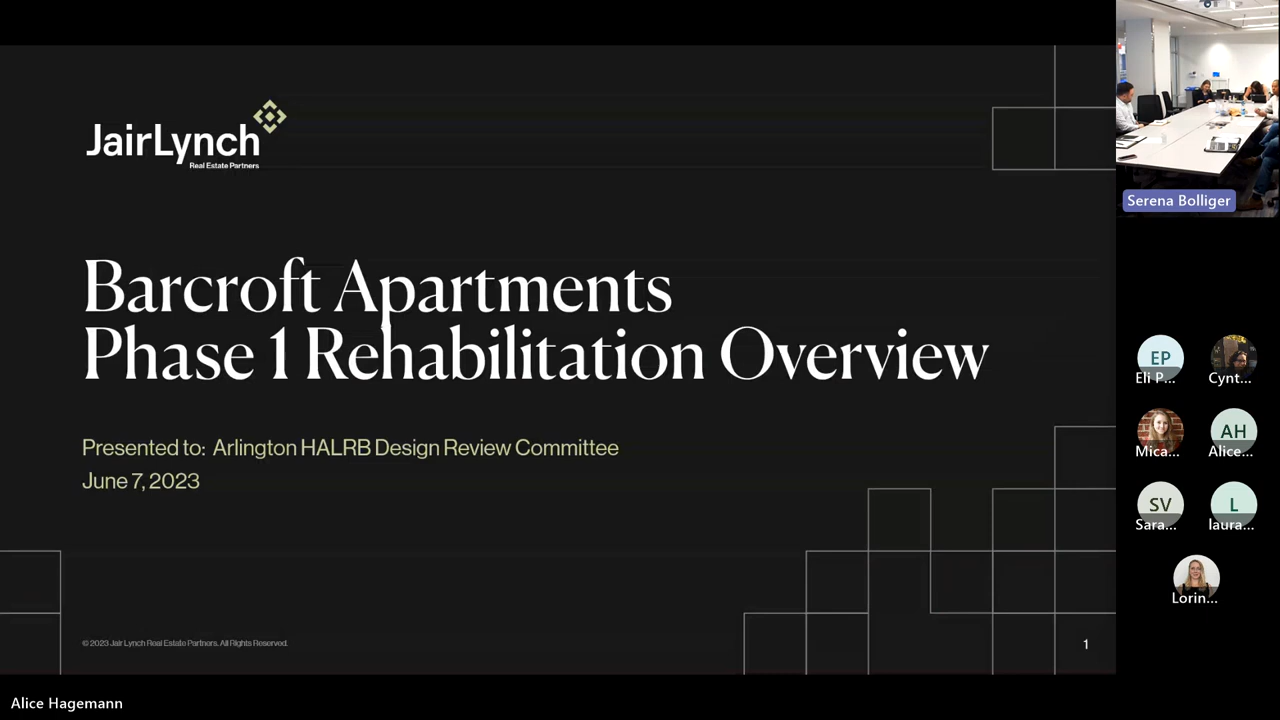 JairLynch
Real Estate Partners
Barcroft Apartments
Phase 1 Rehabilitation Overview
Presented to: Arlington HALRB Design Review Committee
June 7, 2023
© 2023 Jair Lynch Real Estate Partners. All Rights Reserved.
1
Serena Bolliger
EP
Eli P...
Cynt...
Mica...
AH
Alice...
SV
Sara...
L
laura...
Lorin...
Alice Hagemann